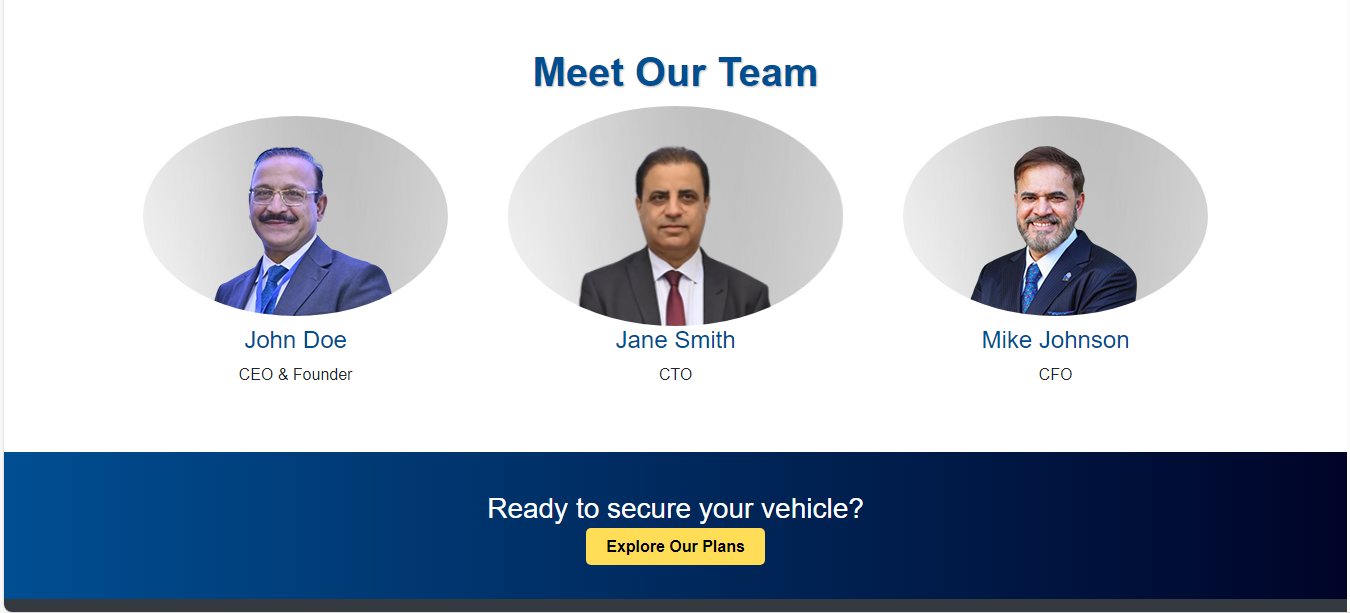 Meet Our Team
John Doe
CEO & Founder
Jane Smith
CTO
Mike Johnson
CFO
Ready to secure your vehicle?
Explore Our Plans